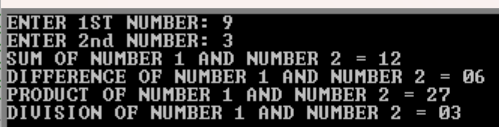 ENTER 1ST NUMBER: 9
ENTER 2nd NUMBER: 3
SUM OF NUMBER 1 AND NUMBER 2 = 12
DIFFERENCE OF NUMBER 1 AND NUMBER 2 = 06
PRODUCT OF NUMBER 1 AND NUMBER 2 = 27
DIVISION OF NUMBER 1 AND NUMBER 2 = 03